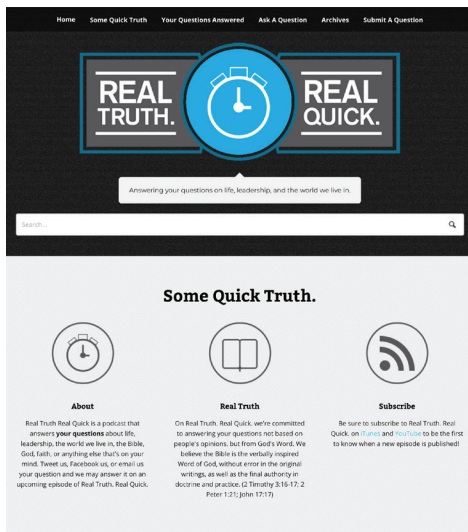 Home Some Quick Truth Your Questions Answered Ask A Question Archives Submit A Question
REAL TRUTH.
REAL QUICK.
Answering your questions on life, leadership, and the world we live in.
Search...
Some Quick Truth.
About
Real Truth Real Quick is a podcast that
answers your questions about life,
leadership, the world we live in, the Bible,
God, faith, or anything else that's on your
mind. Tweet us, Facebook us, or email us
your question and we may answer it on an
upcoming episode of Real Truth. Real Quick.
Real Truth
On Real Truth. Real Quick. we're committed
to answering your questions not based on
people's opinions, but from God's Word. We
believe the Bible is the verbally inspired
Word of God, without error in the original
writings, as well as the final authority in
doctrine and practice. (2 Timothy 3:16-17; 2
Peter 1:21; John 17:17)
Subscribe
Be sure to subscribe to Real Truth. Real
Quick. on iTunes and YouTube to be the first
to know when a new episode is published!